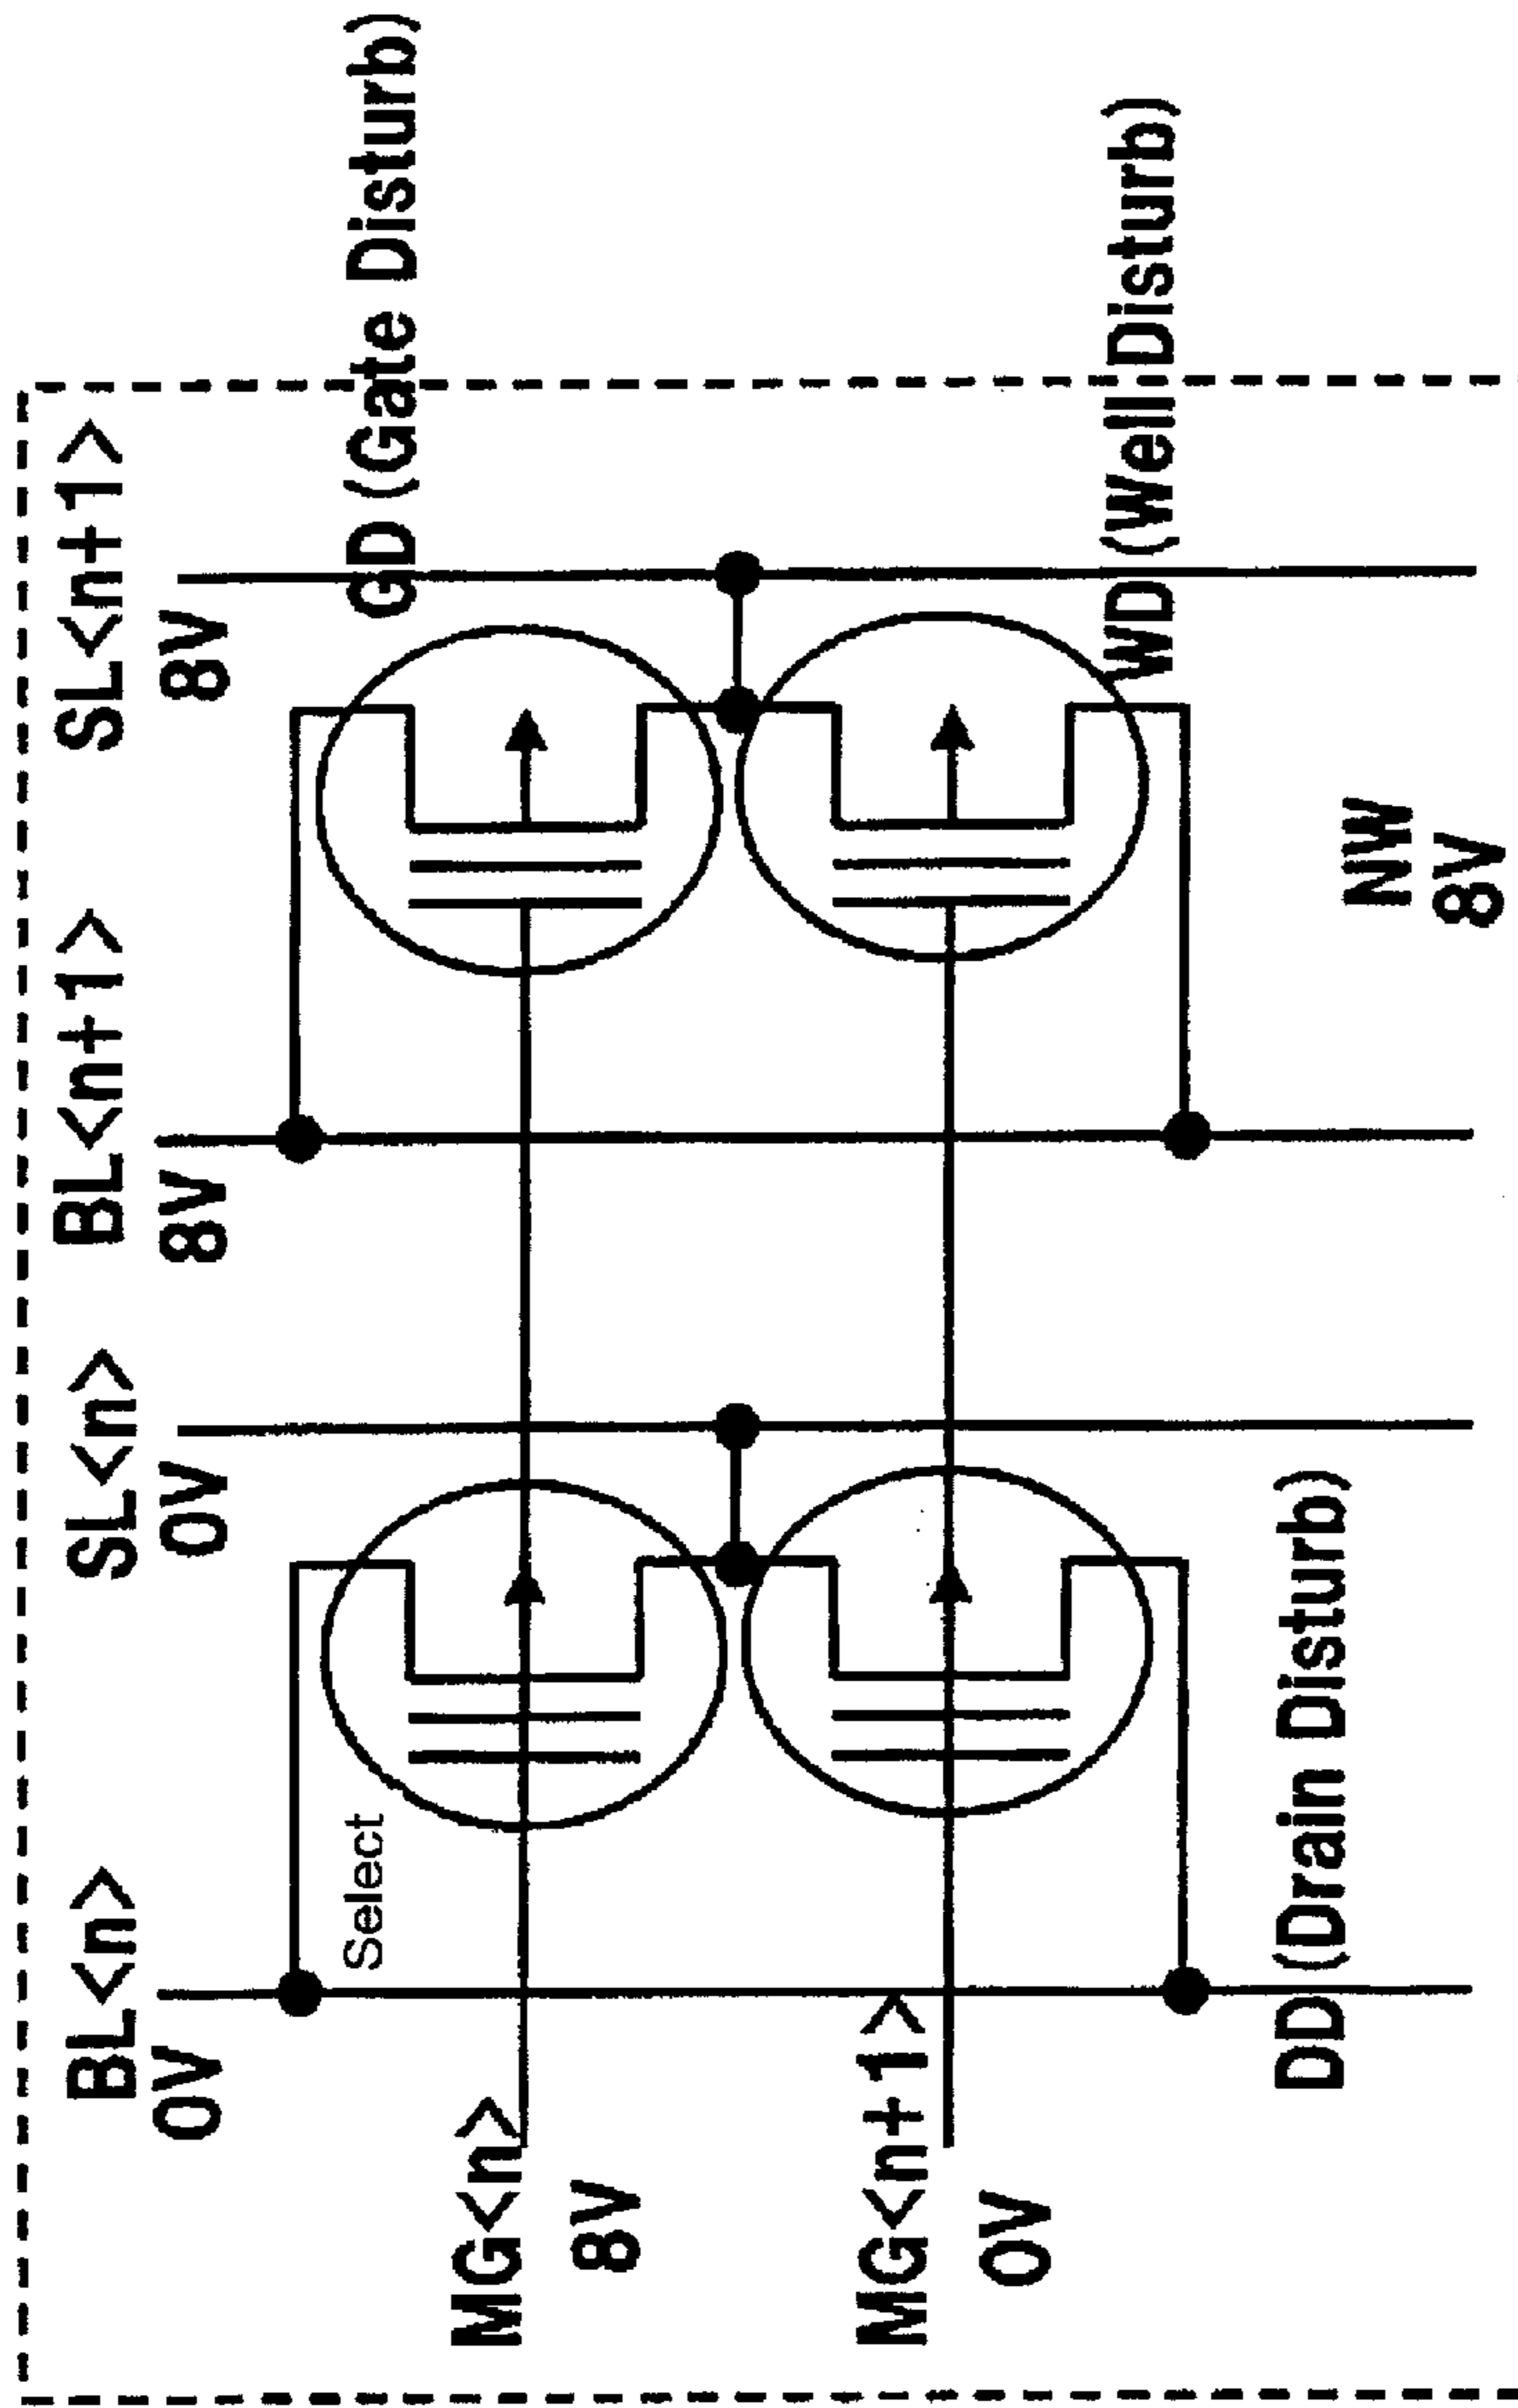 BL<n>
0V
SL<n>
0V
BL<n+1>
8V
SL<n+1>
8V
Select
GD (Gate Disturb)
MG<n>
8V
MG<n+1>
0V
WD (Well Disturb)
DD (Drain Disturb)
NW
8V